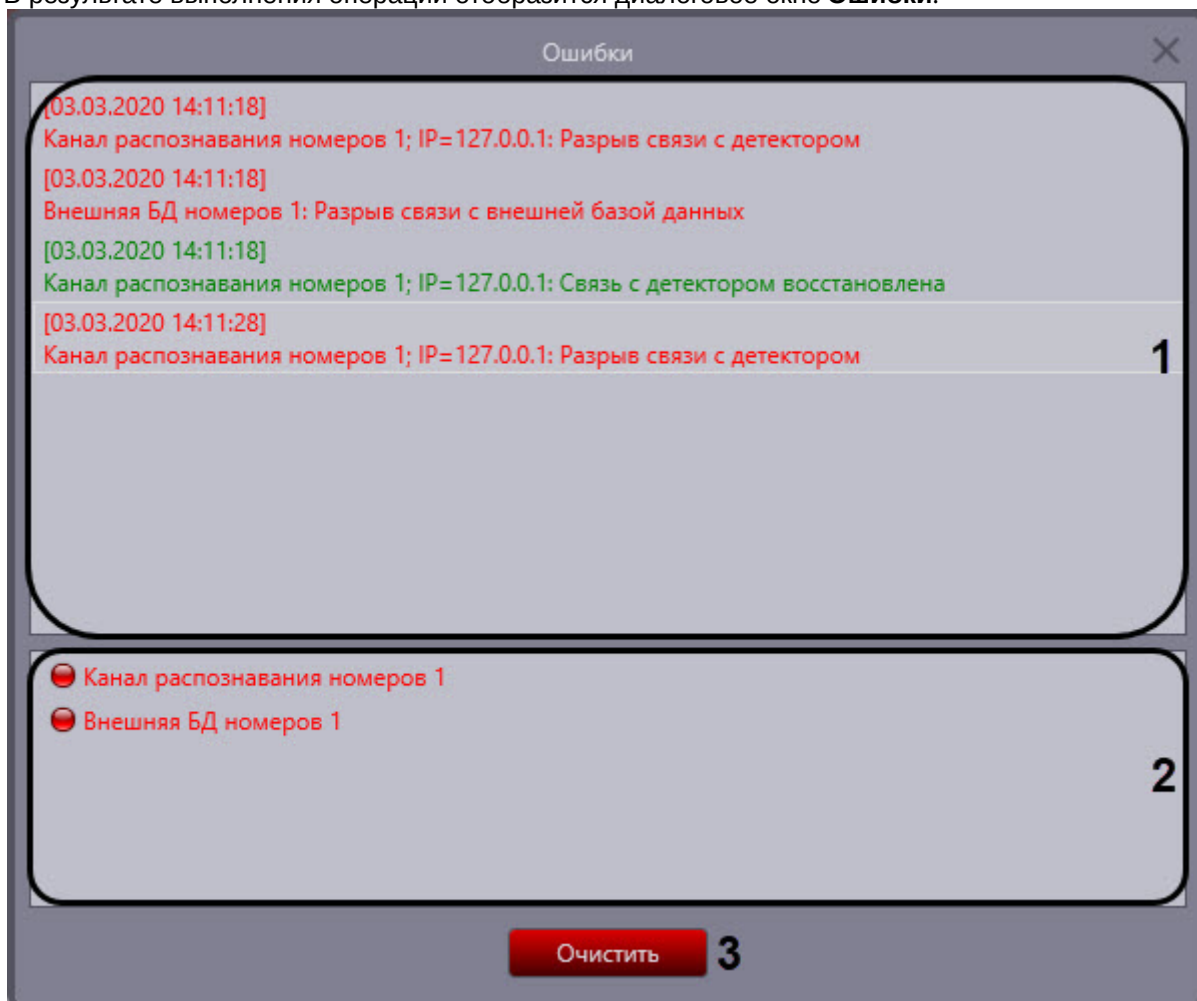 В результате выполнения операции отобразится диалоговое окно Ошибки.
Ошибки
[03.03.2020 14:11:18]
Канал распознавания номеров 1; IP=127.0.0.1: Разрыв связи с детектором
[03.03.2020 14:11:18]
Внешняя БД номеров 1: Разрыв связи с внешней базой данных
[03.03.2020 14:11:18]
Канал распознавания номеров 1; IP=127.0.0.1: Связь с детектором восстановлена
[03.03.2020 14:11:28]
Канал распознавания номеров 1; IP=127.0.0.1: Разрыв связи с детектором
1
Канал распознавания номеров 1
Внешняя БД номеров 1
2
Очистить 3